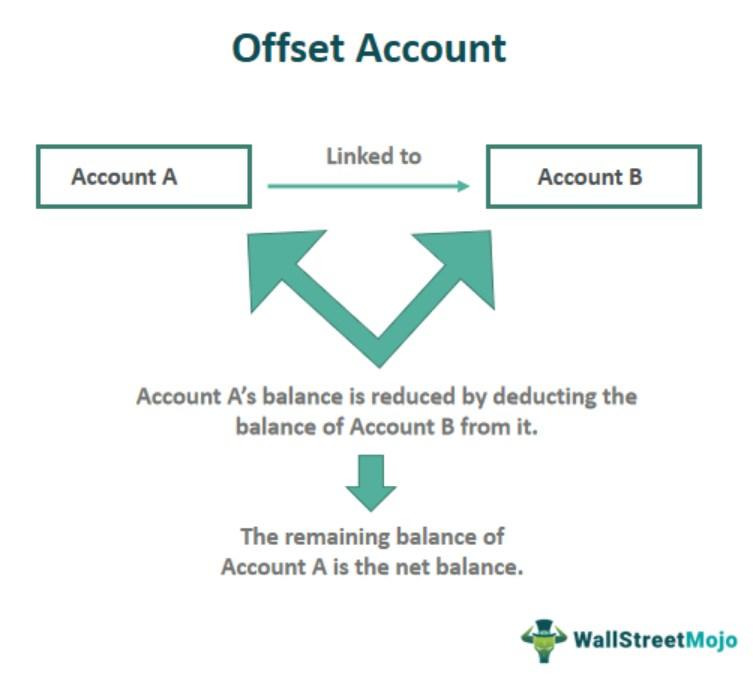 Offset Account
Account A
Linked to
Account B
Account A’s balance is reduced by deducting the
balance of Account B from it.
The remaining balance of
Account A is the net balance.
WallStreetMojo